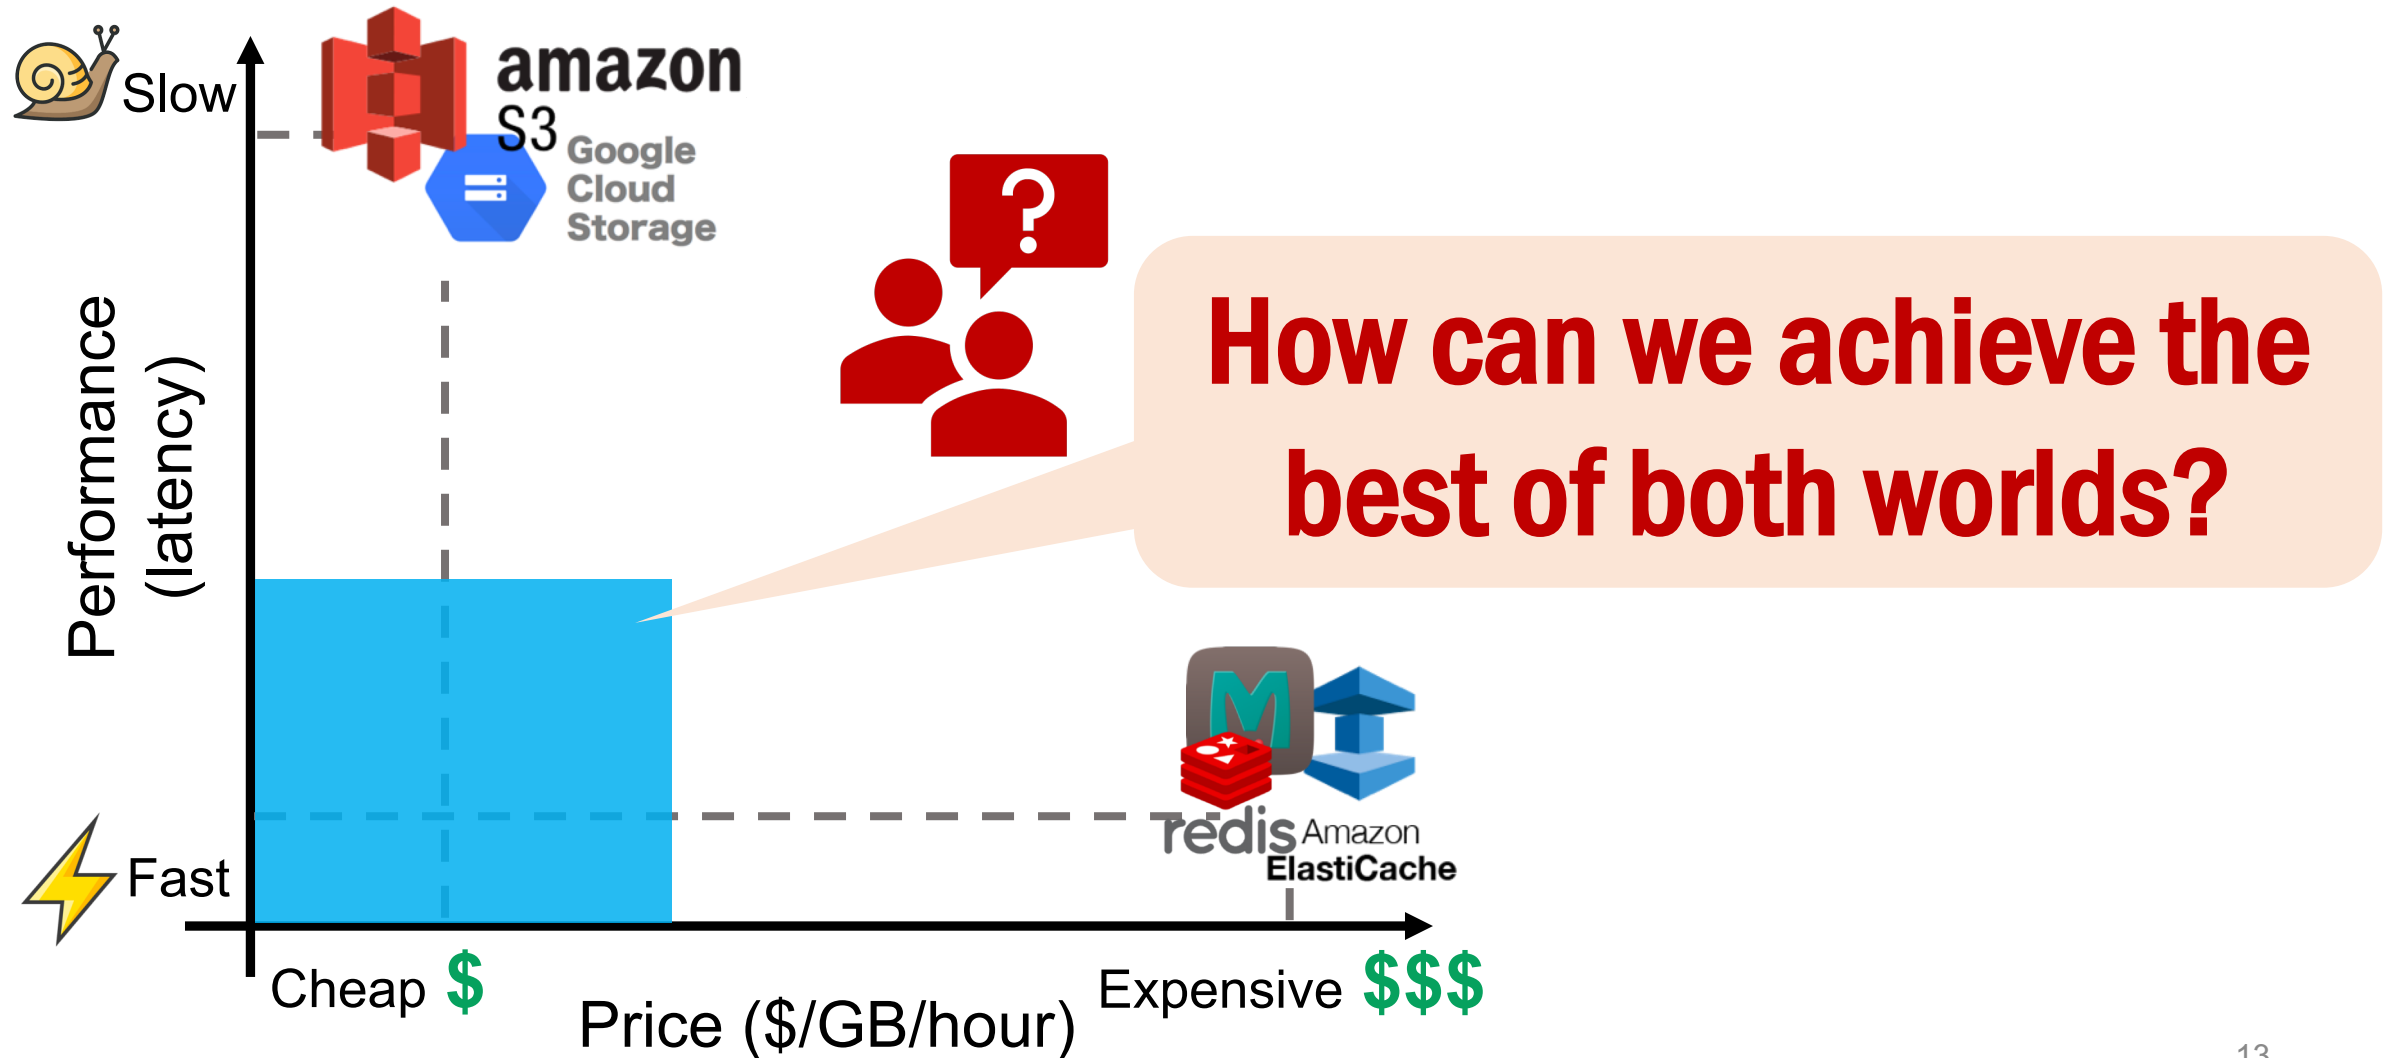 Slow
amazon
S3
Google
Cloud
Storage
?
How can we achieve the
best of both worlds?
Performance
(latency)
M
redis
Amazon
ElastiCache
Fast
Cheap $
Expensive $$$
Price ($/GB/hour)
13